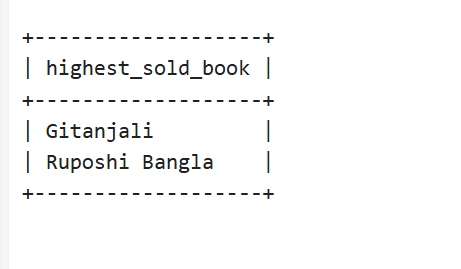 +-------------------+
| highest_sold_book |
+-------------------+
| Gitanjali         |
| Ruposhi Bangla    |
+-------------------+